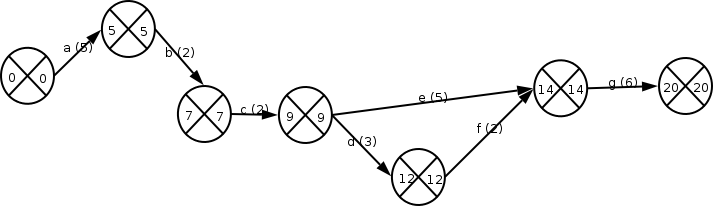 0 0
a (5)
5 5
b (2)
7 7
c (2)
9 9
e (5)
d (3)
12 12
f (2)
14 14
g (6)
20 20